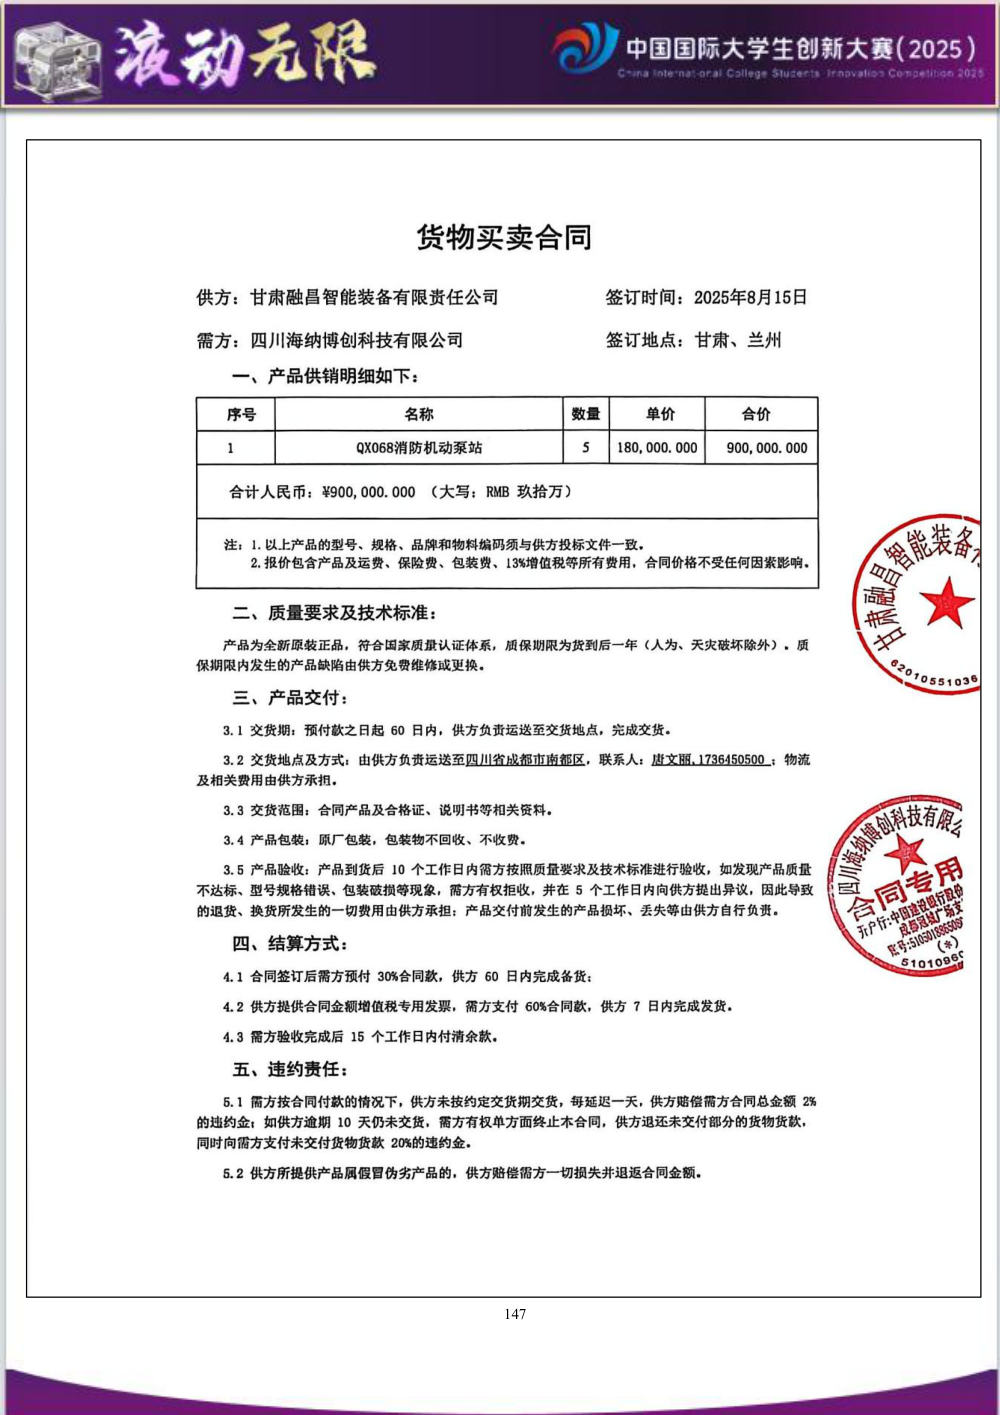 液动无限
中国国际大学生创新大赛(2025)
China International College Students Innovation Competition 2025
货物买卖合同
供方：甘肃融昌智能装备有限责任公司 签订时间：2025年8月15日
需方：四川海纳博创科技有限公司 签订地点：甘肃、兰州
一、产品供销明细如下：
序号 名称 数量 单价 合价
1 QX068消防机动泵站 5 180,000.000 900,000.000
合计人民币：¥900,000.000 （大写：RMB 玖拾万）
注：1.以上产品的型号、规格、品牌和物料编码须与供方投标文件一致。
2.报价包含产品及运费、保险费、包装费、13%增值税等所有费用，合同价格不受任何因素影响。
二、质量要求及技术标准：
产品为全新原装正品，符合国家质量认证体系，质保期限为货到后一年（人为、天灾破坏除外）。质
保期限内发生的产品缺陷由供方免费维修或更换。
三、产品交付：
3.1 交货期：预付款之日起 60 日内，供方负责运送至交货地点，完成交货。
3.2 交货地点及方式：由供方负责运送至四川省成都市南都区，联系人：唐文丽,1736450500 ；物流
及相关费用由供方承担。
3.3 交货范围：合同产品及合格证、说明书等相关资料。
3.4 产品包装：原厂包装，包装物不回收、不收费。
3.5 产品验收：产品到货后 10 个工作日内需方按照质量要求及技术标准进行验收，如发现产品质量
不达标、型号规格错误、包装破损等现象，需方有权拒收，并在 5 个工作日内向供方提出异议，因此导致
的退货、换货所发生的一切费用由供方承担；产品交付前发生的产品损坏、丢失等由供方自行负责。
四、结算方式：
4.1 合同签订后需方预付 30%合同款，供方 60 日内完成备货；
4.2 供方提供合同金额增值税专用发票，需方支付 60%合同款，供方 7 日内完成发货。
4.3 需方验收完成后 15 个工作日内付清余款。
五、违约责任：
5.1 需方按合同付款的情况下，供方未按约定交货期交货，每延迟一天，供方赔偿需方合同总金额 2%
的违约金；如供方逾期 10 天仍未交货，需方有权单方面终止本合同，供方退还未交付部分的货物货款，
同时向需方支付未交付货物货款 20%的违约金。
5.2 供方所提供产品属假冒伪劣产品的，供方赔偿需方一切损失并退返合同金额。
甘肃融昌智能装备
62010551036
四川海纳博创科技有限公
合同专用
开户行:中国建设银行股份
成都冠城广场支
(*)
5101096
147